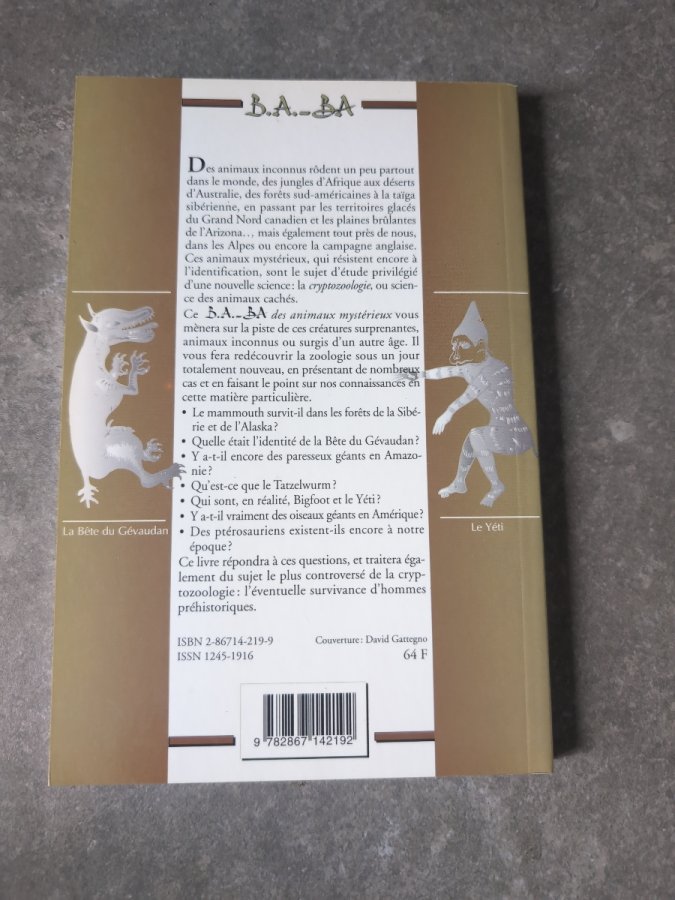 B.A.-BA
Des animaux inconnus rôdent un peu partout
dans le monde, des jungles d'Afrique aux déserts
d'Australie, des forêts sud-américaines à la taïga
sibérienne, en passant par les territoires glacés
du Grand Nord canadien et les plaines brûlantes
de l'Arizona…, mais également tout près de nous,
dans les Alpes ou encore la campagne anglaise.
Ces animaux mystérieux, qui résistent encore à
l'identification, sont le sujet d'étude privilégié
d'une nouvelle science : la cryptozoologie, ou scien-
ce des animaux cachés.
Ce B.A.-BA des animaux mystérieux vous
mènera sur la piste de ces créatures surprenantes,
animaux inconnus ou surgis d'un autre âge. Il
vous fera redécouvrir la zoologie sous un jour
totalement nouveau, en présentant de nombreux
cas et en faisant le point sur nos connaissances en
cette matière particulière.
• Le mammouth survit-il dans les forêts de la Sibé-
rie et de l'Alaska ?
• Quelle était l'identité de la Bête du Gévaudan ?
• Y a-t-il encore des paresseux géants en Amazo-
nie ?
• Qu'est-ce que le Tatzelwurm ?
• Qui sont, en réalité, Bigfoot et le Yéti ?
• Y a-t-il vraiment des oiseaux géants en Amérique ?
• Des ptérosauriens existent-ils encore à notre
époque ?
Ce livre répondra à ces questions, et traitera éga-
lement du sujet le plus controversé de la cryp-
tozoologie : l'éventuelle survivance d'hommes
préhistoriques.
La Bête du Gévaudan
Le Yéti
ISBN 2-86714-219-9 Couverture : David Gattegno
ISSN 1245-1916 64 F
9 782867 142192